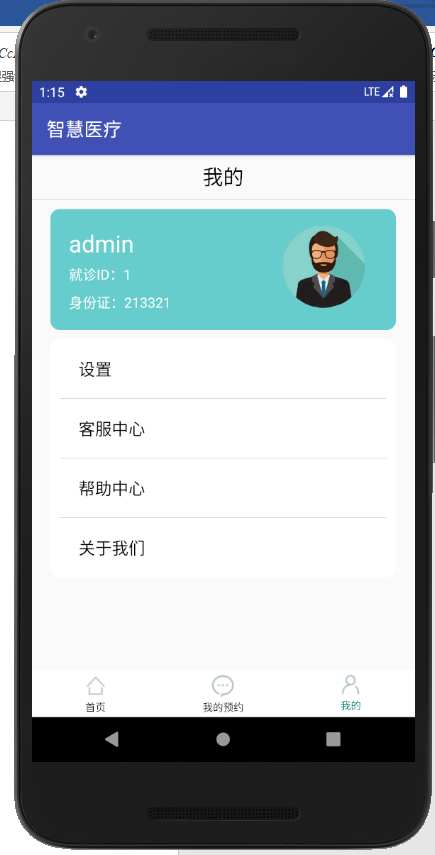 1:15
LTE
智慧医疗
我的
admin
就诊ID：1
身份证：213321
设置
客服中心
帮助中心
关于我们
首页
我的预约
我的